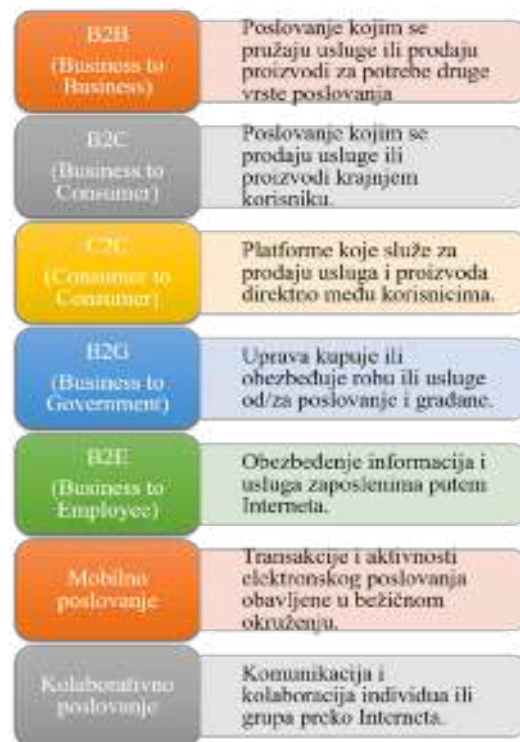 B2B
(Business to
Business)
Poslovanje kojim se
pružaju usluge ili prodaju
proizvodi za potrebe druge
vrste poslovanja
B2C
(Business to
Consumer)
Poslovanje kojim se
prodaju usluge ili
proizvodi krajnjem
korisniku.
C2C
(Consumer to
Consumer)
Platforme koje služe za
prodaju usluga i proizvoda
direktno među korisnicima.
B2G
(Business to
Government)
Uprava kupuje ili
obezbeđuje robu ili usluge
od/za poslovanje i građane.
B2E
(Business to
Employee)
Obezbeđenje informacija i
usluga zaposlenima putem
Interneta.
Mobilno
poslovanje
Transakcije i aktivnosti
elektronskog poslovanja
obavljene u bežičnom
okruženju.
Kolaborativno
poslovanje
Komunikacija i
kolaboracija individua ili
grupa preko Interneta.